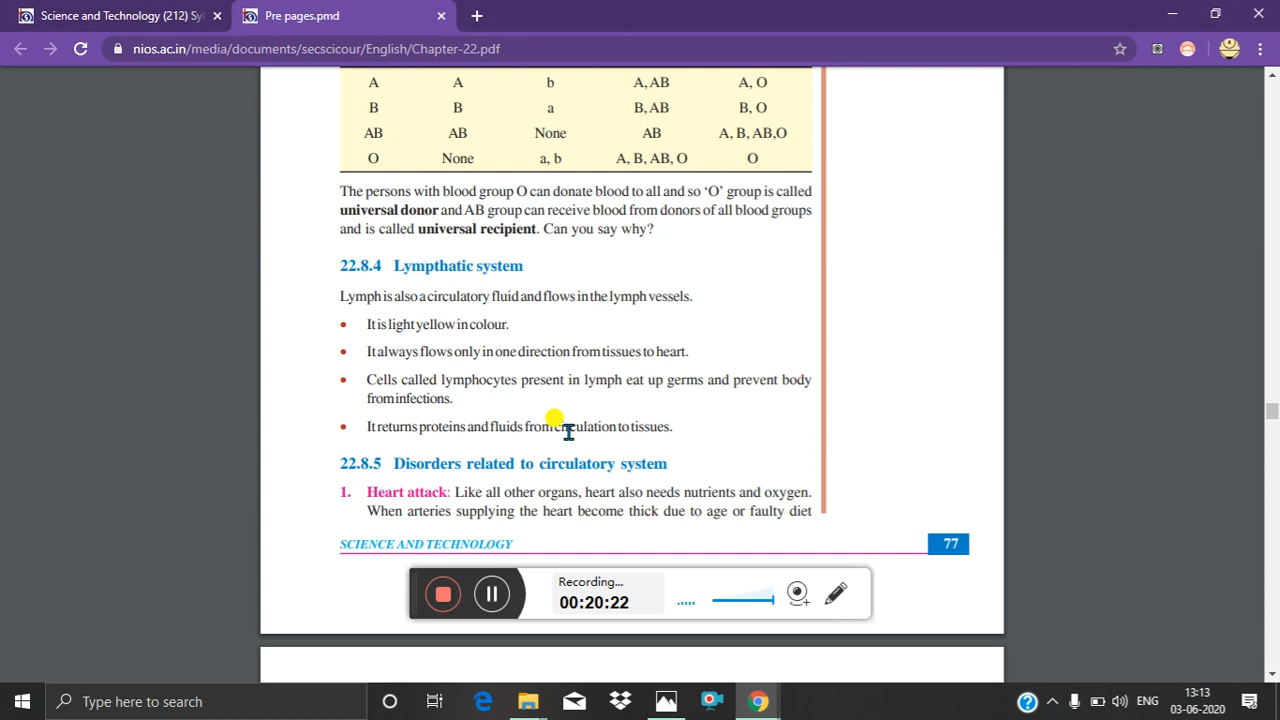 Science and Technology (212) Syl
Pre pages.pmd
nios.ac.in/media/documents/secscicour/English/Chapter-22.pdf
A A b A, AB A, O
B B a B, AB B, O
AB AB None AB A, B, AB,O
O None a, b A, B, AB, O O
The persons with blood group O can donate blood to all and so ‘O’ group is called
universal donor and AB group can receive blood from donors of all blood groups
and is called universal recipient. Can you say why?
22.8.4 Lympthatic system
Lymph is also a circulatory fluid and flows in the lymph vessels.
• It is light yellow in colour.
• It always flows only in one direction from tissues to heart.
• Cells called lymphocytes present in lymph eat up germs and prevent body
from infections.
• It returns proteins and fluids from circulation to tissues.
22.8.5 Disorders related to circulatory system
1. Heart attack: Like all other organs, heart also needs nutrients and oxygen.
When arteries supplying the heart become thick due to age or faulty diet
SCIENCE AND TECHNOLOGY 77
Recording...
00:20:22
Type here to search
ENG
13:13
03-06-2020